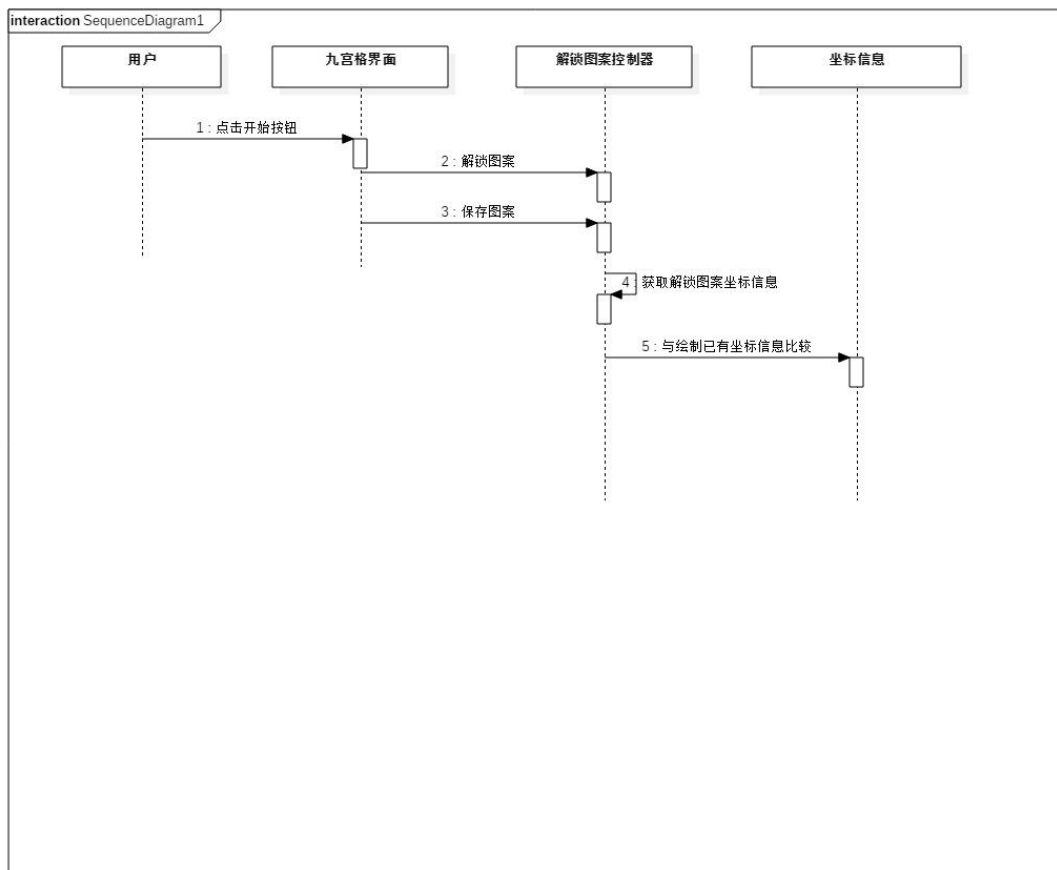 interaction SequenceDiagram1
用户
九宫格界面
解锁图案控制器
坐标信息
1 : 点击开始按钮
2 : 解锁图案
3 : 保存图案
4 : 获取解锁图案坐标信息
5 : 与绘制已有坐标信息比较